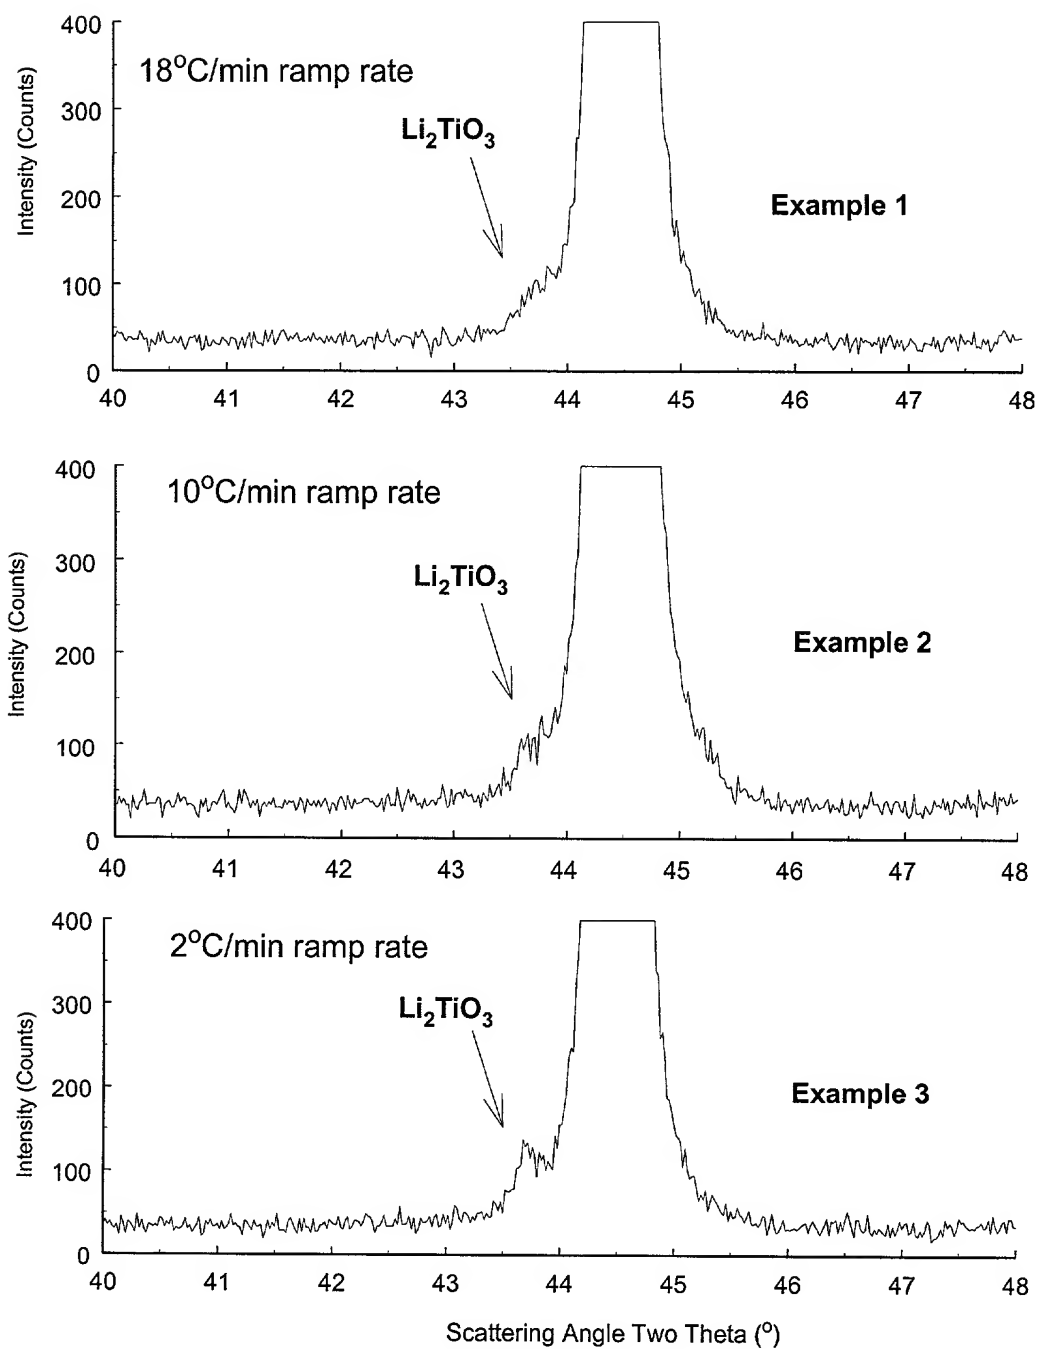 400
18°C/min ramp rate
Li₂TiO₃
300
Example 1
200
100
0
Intensity (Counts)
40 41 42 43 44 45 46 47 48
400
10°C/min ramp rate
Li₂TiO₃
300
Example 2
200
100
0
Intensity (Counts)
40 41 42 43 44 45 46 47 48
400
2°C/min ramp rate
Li₂TiO₃
300
200
Example 3
100
0
Intensity (Counts)
40 41 42 43 44 45 46 47 48
Scattering Angle Two Theta (°)